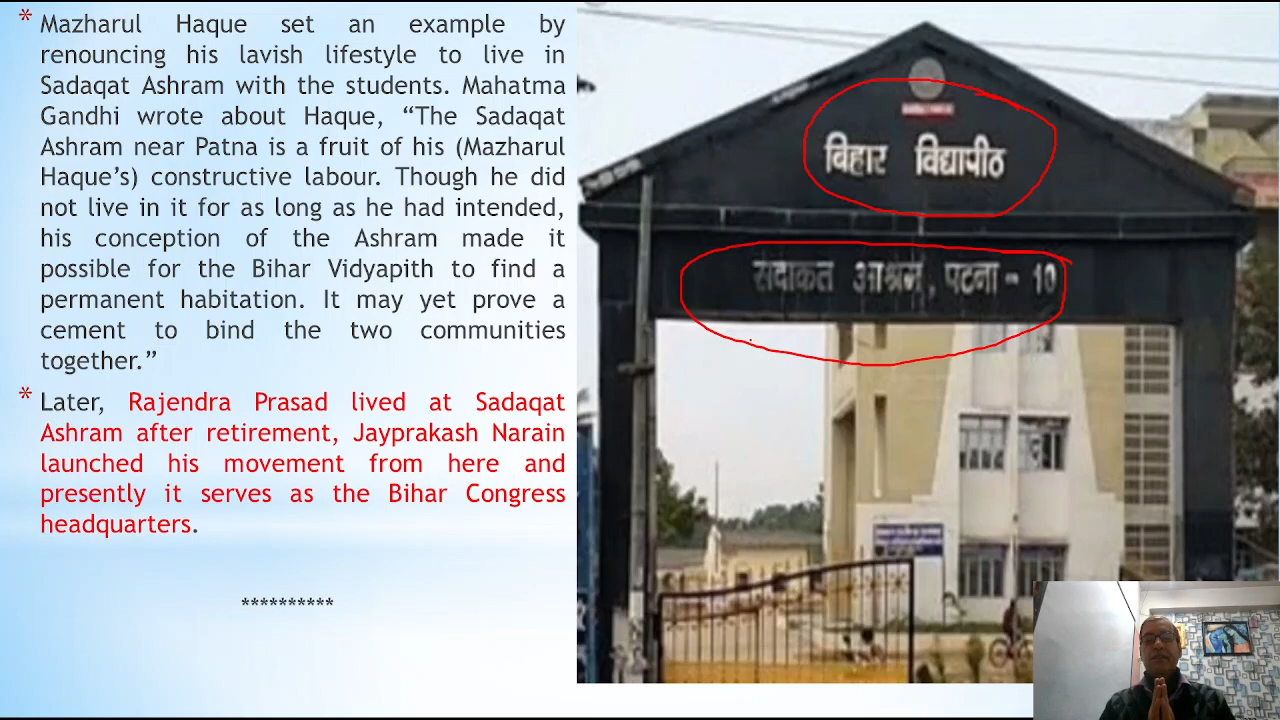 * Mazharul Haque set an example by
renouncing his lavish lifestyle to live in
Sadaqat Ashram with the students. Mahatma
Gandhi wrote about Haque, “The Sadaqat
Ashram near Patna is a fruit of his (Mazharul
Haque’s) constructive labour. Though he did
not live in it for as long as he had intended,
his conception of the Ashram made it
possible for the Bihar Vidyapith to find a
permanent habitation. It may yet prove a
cement to bind the two communities
together.”
* Later, Rajendra Prasad lived at Sadaqat
Ashram after retirement, Jayprakash Narain
launched his movement from here and
presently it serves as the Bihar Congress
headquarters.
**********
बिहार विद्यापीठ
सदाकत आश्रम, पटना - 10